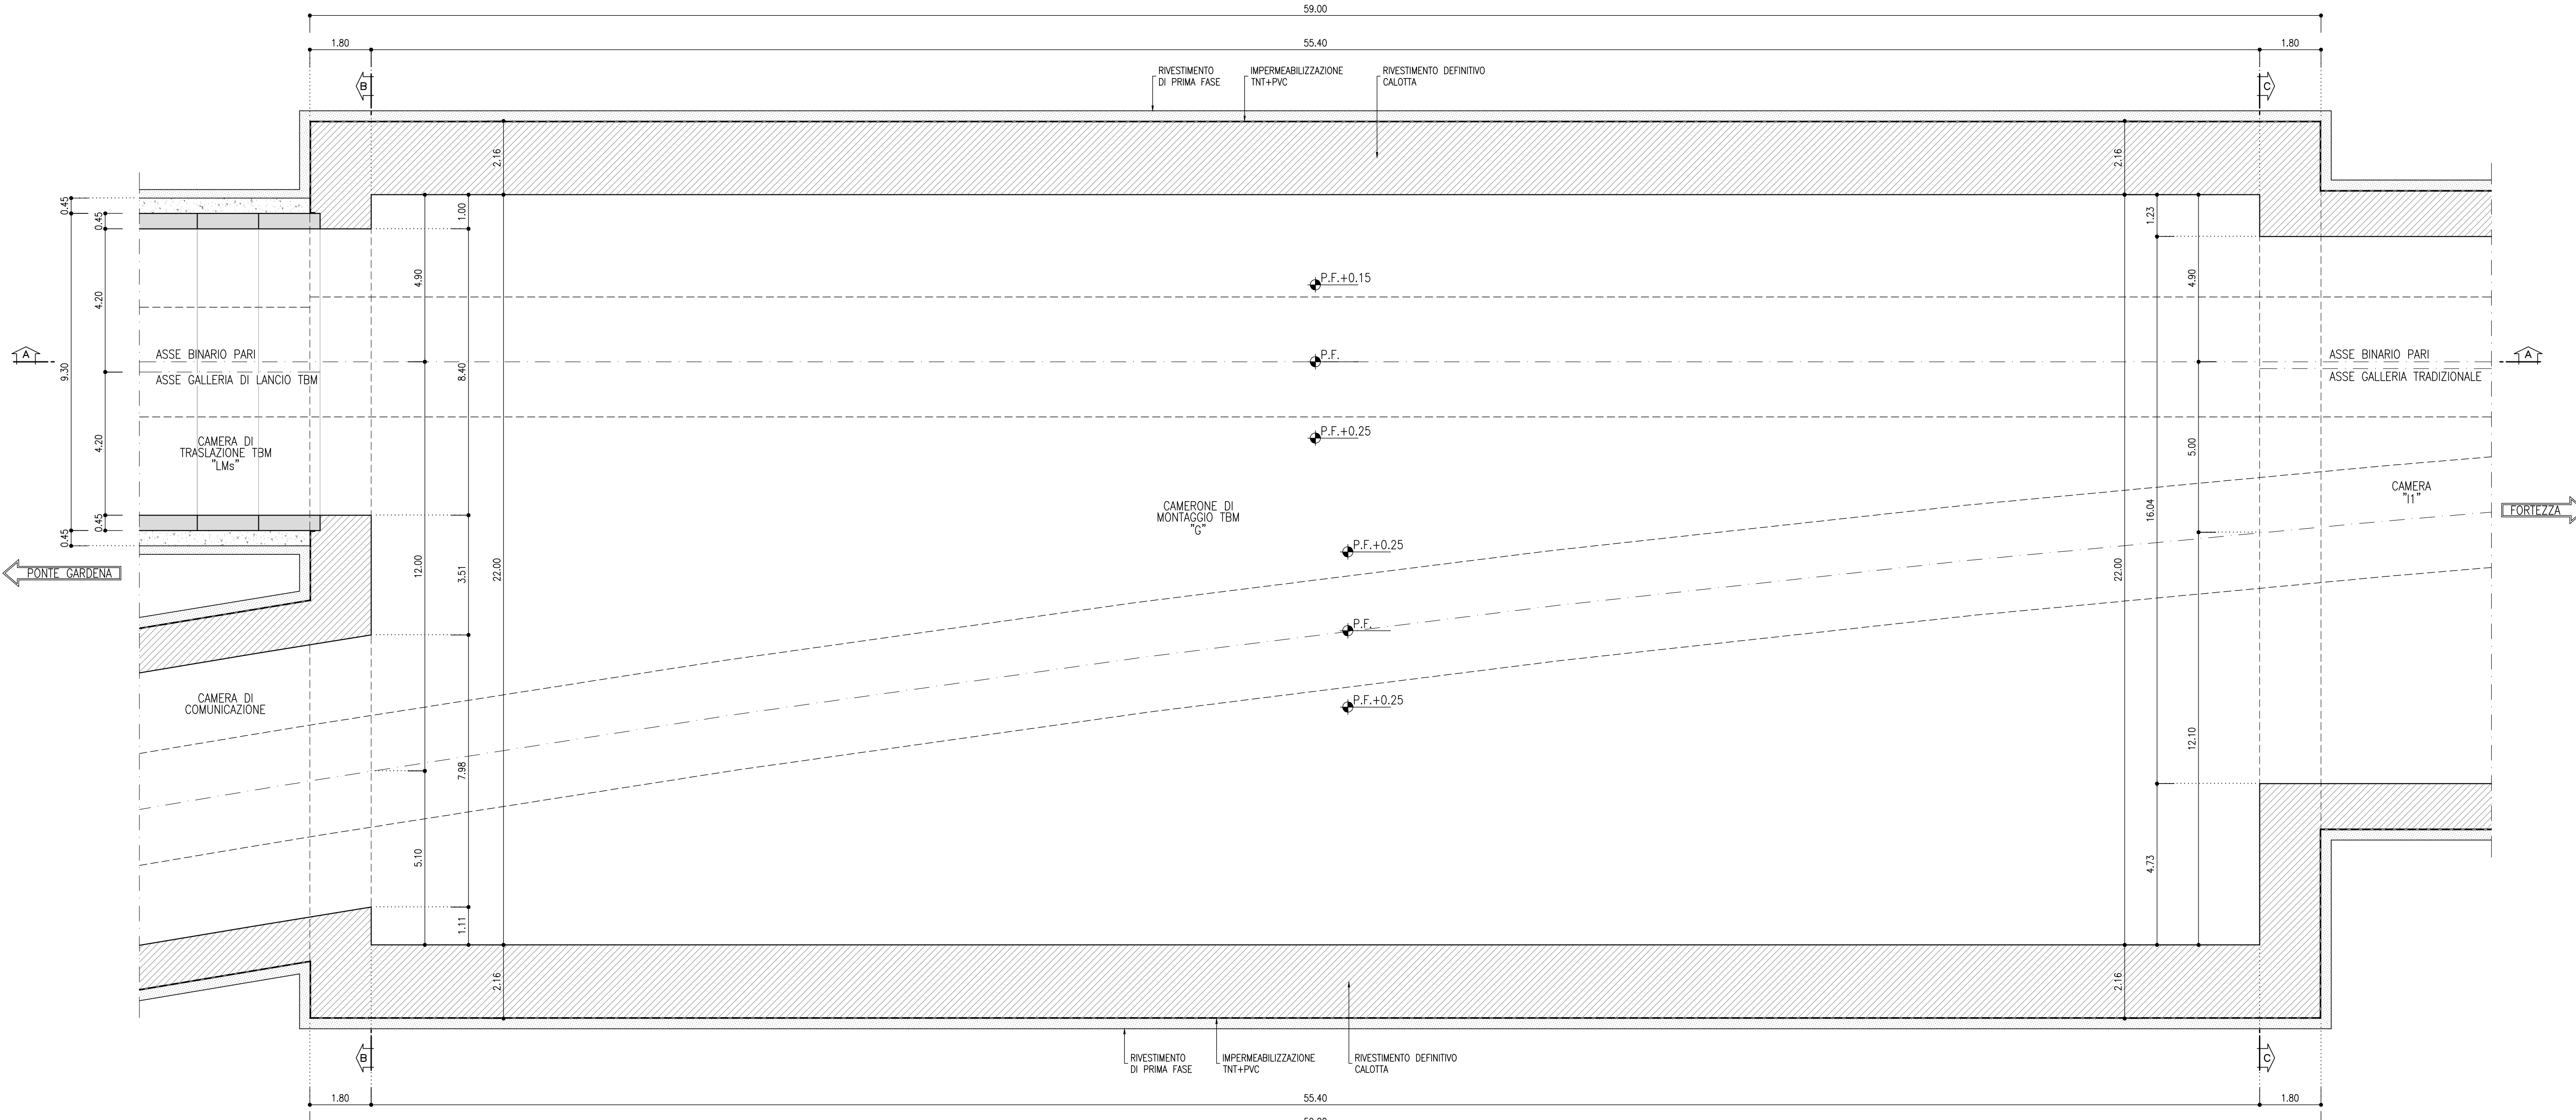 59.00
1.80
55.40
1.80
RIVESTIMENTO
DI PRIMA FASE
IMPERMEABILIZZAZIONE
TNT+PVC
RIVESTIMENTO DEFINITIVO
CALOTTA
B
C
2.16
2.16
0.45
0.45
4.20
9.30
4.20
0.45
0.45
4.90
1.00
8.40
12.00
3.51
22.00
7.98
5.10
1.11
2.16
1.23
4.90
5.00
16.04
22.00
12.10
4.73
2.16
P.F.+0.15
P.F.
P.F.+0.25
P.F.+0.25
P.F.
P.F.+0.25
A
ASSE BINARIO PARI
ASSE GALLERIA DI LANCIO TBM
ASSE BINARIO PARI
ASSE GALLERIA TRADIZIONALE
A
CAMERA DI
TRASLAZIONE TBM
"LMs"
CAMERONE DI
MONTAGGIO TBM
"G"
CAMERA
"I1"
FORTEZZA
PONTE GARDENA
CAMERA DI
COMUNICAZIONE
B
C
RIVESTIMENTO
DI PRIMA FASE
IMPERMEABILIZZAZIONE
TNT+PVC
RIVESTIMENTO DEFINITIVO
CALOTTA
1.80
55.40
1.80